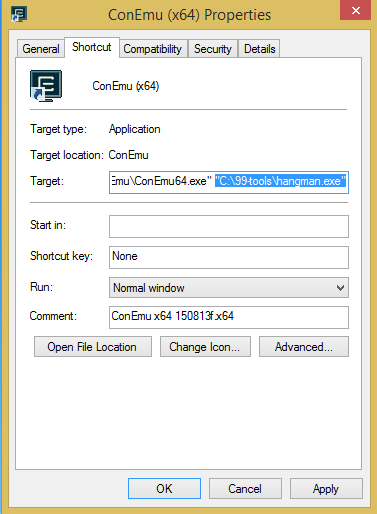 ConEmu (x64) Properties
General Shortcut Compatibility Security Details
ConEmu (x64)
Target type: Application
Target location: ConEmu
Target: Emu\ConEmu64.exe" "C:\99-tools\hangman.exe"
Start in:
Shortcut key: None
Run: Normal window
Comment: ConEmu x64 150813f.x64
Open File Location Change Icon... Advanced...
OK Cancel Apply